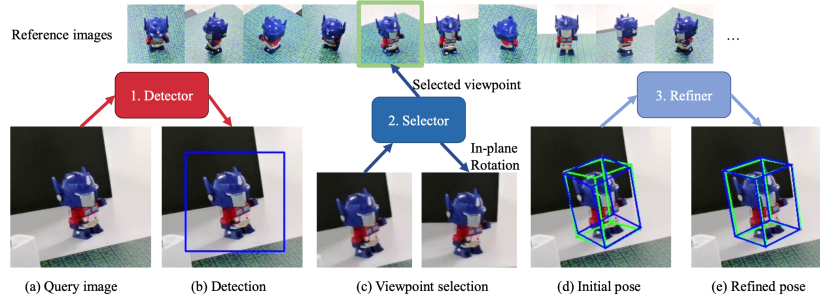 Reference images
...
1. Detector
Selected viewpoint
3. Refiner
2. Selector
In-plane
Rotation
(a) Query image
(b) Detection
(c) Viewpoint selection
(d) Initial pose
(e) Refined pose